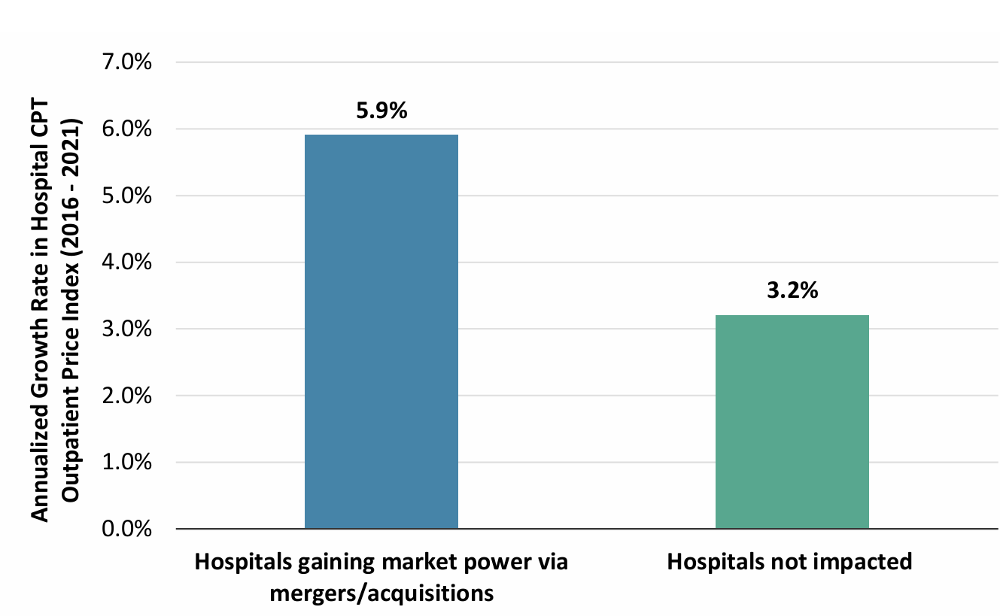 Annualized Growth Rate in Hospital CPT
Outpatient Price Index (2016 - 2021)
7.0%
6.0%
5.0%
4.0%
3.0%
2.0%
1.0%
0.0%
5.9%
3.2%
Hospitals gaining market power via
mergers/acquisitions
Hospitals not impacted